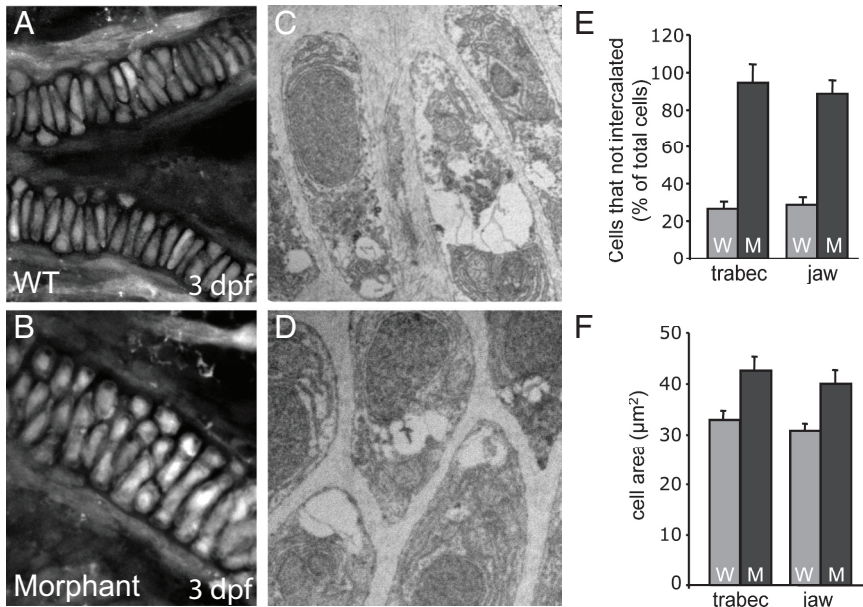 A
WT
3 dpf
B
Morphant
3 dpf
C
D
E
Cells that not intercalated
(% of total cells)
120
100
80
60
40
20
0
W
M
W
M
trabec
jaw
F
cell area (µm²)
50
40
30
20
10
0
W
M
W
M
trabec
jaw